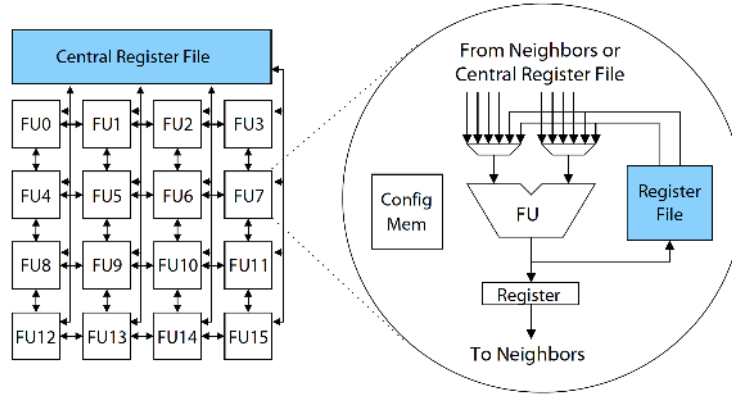 Central Register File
FU0
FU1
FU2
FU3
FU4
FU5
FU6
FU7
FU8
FU9
FU10
FU11
FU12
FU13
FU14
FU15
From Neighbors or
Central Register File
Config
Mem
FU
Register
File
Register
To Neighbors